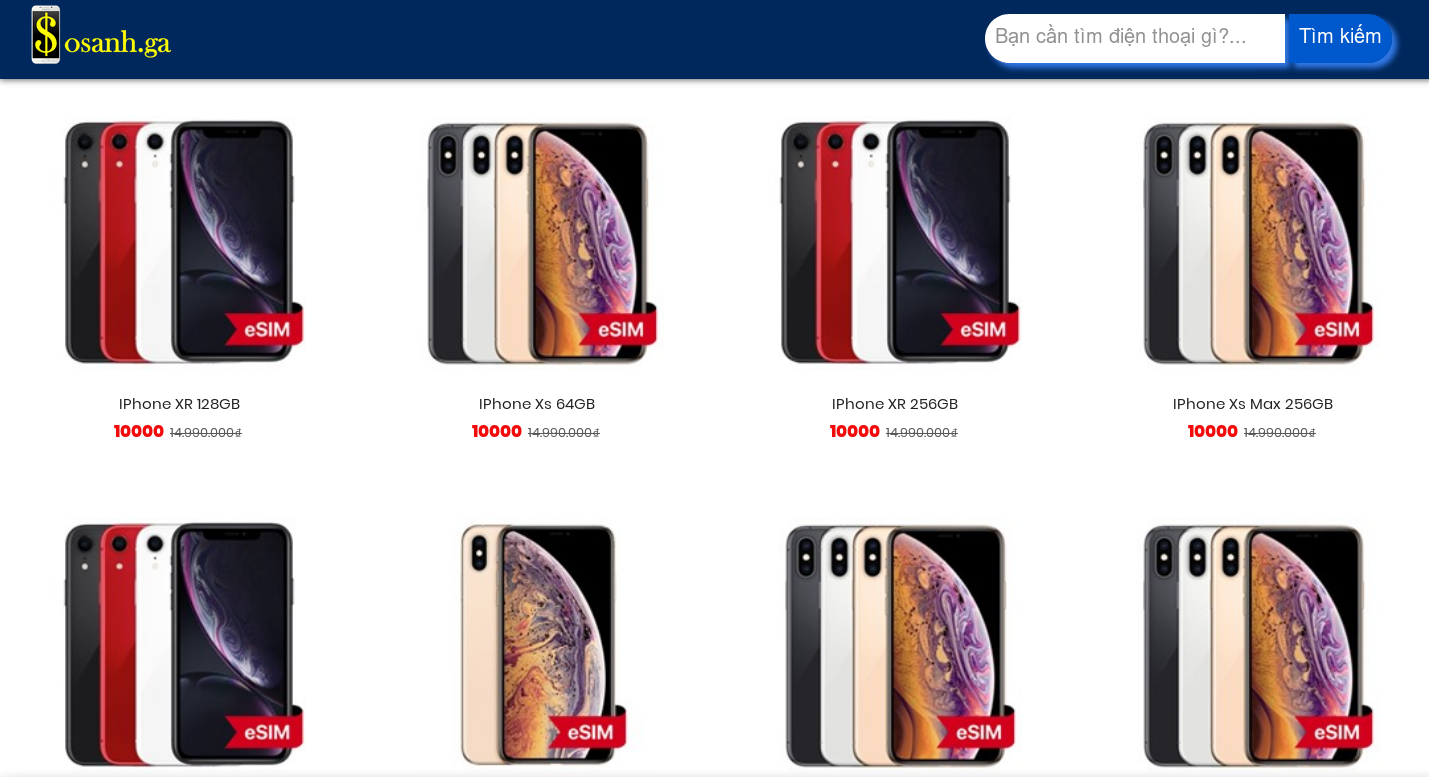 $osanh.ga
Bạn cần tìm điện thoại gì?...
Tìm kiếm
eSIM
eSIM
eSIM
eSIM
IPhone XR 128GB
IPhone Xs 64GB
IPhone XR 256GB
IPhone Xs Max 256GB
10000 14.990.000₫
10000 14.990.000₫
10000 14.990.000₫
10000 14.990.000₫
eSIM
eSIM
eSIM
eSIM